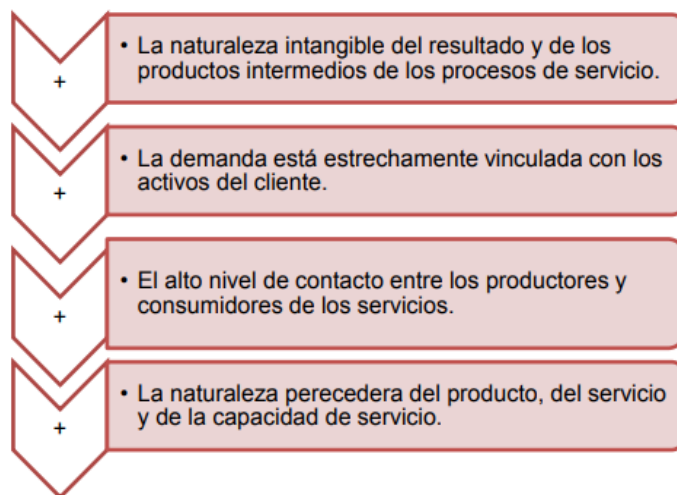 +
• La naturaleza intangible del resultado y de los
productos intermedios de los procesos de servicio.
+
• La demanda está estrechamente vinculada con los
activos del cliente.
+
• El alto nivel de contacto entre los productores y
consumidores de los servicios.
+
• La naturaleza perecedera del producto, del servicio
y de la capacidad de servicio.